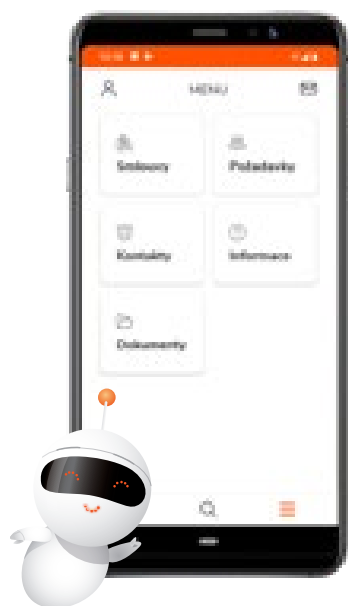 MENU
Smlouvy
Požadavky
Kontakty
Informace
Dokumenty